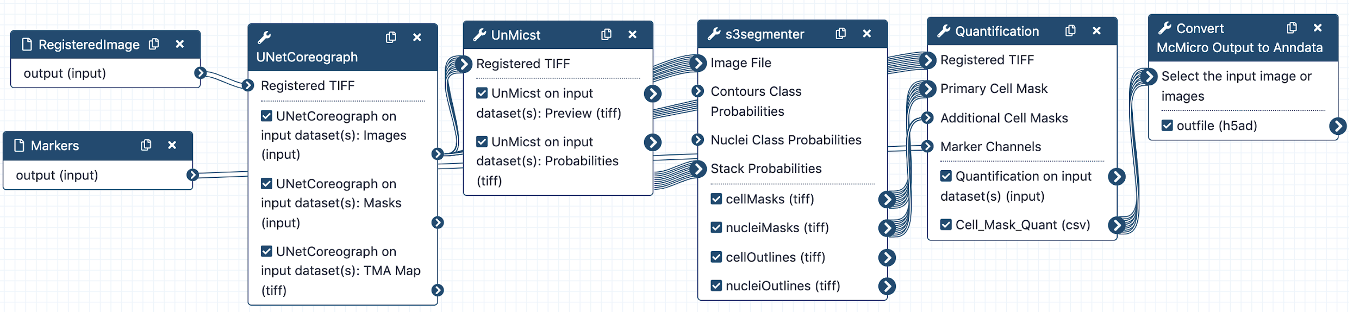 RegisteredImage
output (input)
Markers
output (input)
UNetCoreograph
Registered TIFF
UNetCoreograph on
input dataset(s): Images
(input)
UNetCoreograph on
input dataset(s): Masks
(input)
UNetCoreograph on
input dataset(s): TMA Map
(tiff)
UnMicst
Registered TIFF
UnMicst on input
dataset(s): Preview (tiff)
UnMicst on input
dataset(s): Probabilities
(tiff)
s3segmenter
Image File
Contours Class
Probabilities
Nuclei Class Probabilities
Stack Probabilities
cellMasks (tiff)
nucleiMasks (tiff)
cellOutlines (tiff)
nucleiOutlines (tiff)
Quantification
Registered TIFF
Primary Cell Mask
Additional Cell Masks
Marker Channels
Quantification on input
dataset(s) (input)
Cell_Mask_Quant (csv)
Convert
McMicro Output to Anndata
Select the input image or
images
outfile (h5ad)